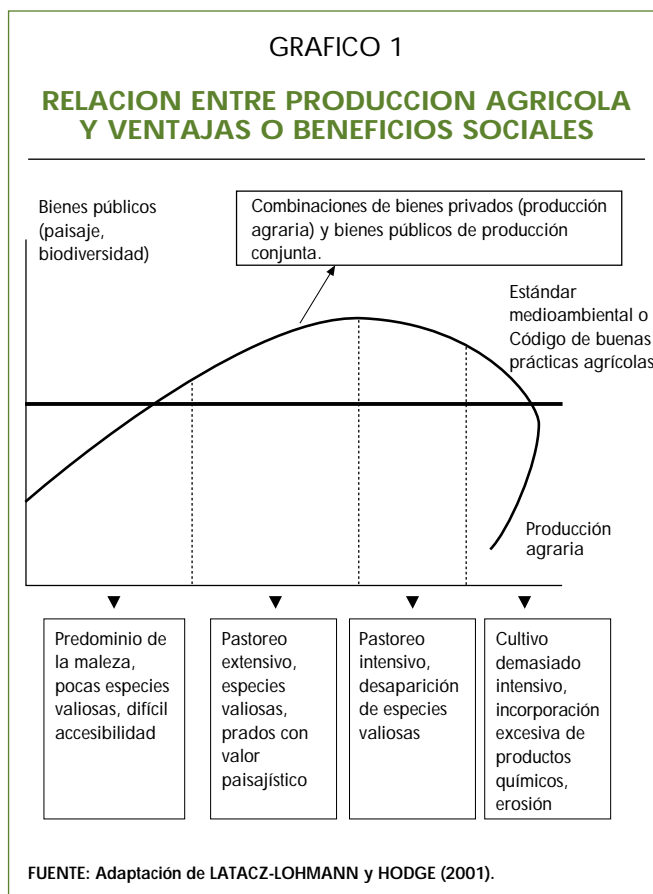 GRAFICO 1
RELACION ENTRE PRODUCCION AGRICOLA
Y VENTAJAS O BENEFICIOS SOCIALES
Bienes públicos
(paisaje,
biodiversidad)
Combinaciones de bienes privados (producción
agraria) y bienes públicos de producción
conjunta.
Estándar
medioambiental o
Código de buenas
prácticas agrícolas
Producción
agraria
Predominio de
la maleza,
pocas especies
valiosas, difícil
accesibilidad
Pastoreo
extensivo,
especies
valiosas,
prados con
valor
paisajístico
Pastoreo
intensivo,
desaparición
de especies
valiosas
Cultivo
demasiado
intensivo,
incorporación
excesiva de
productos
químicos,
erosión
FUENTE: Adaptación de LATACZ-LOHMANN y HODGE (2001).